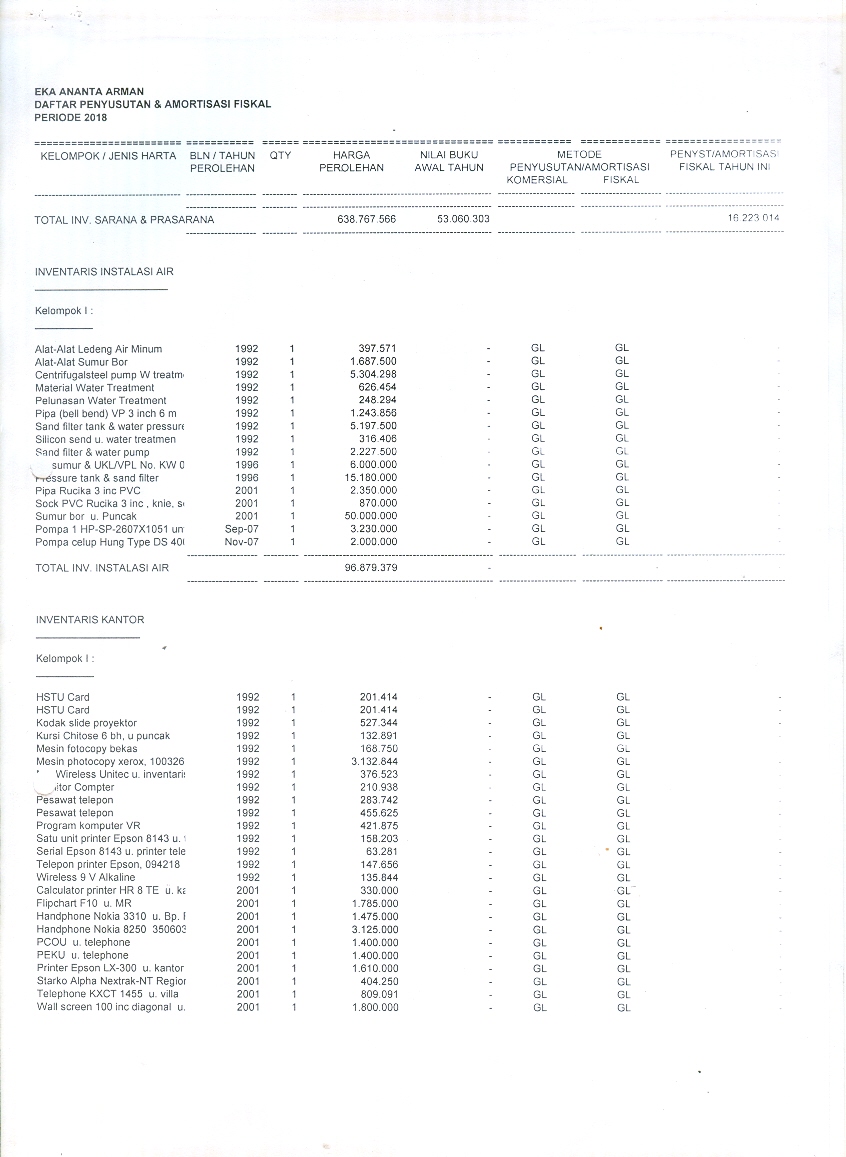 EKA ANANTA ARMAN
DAFTAR PENYUSUTAN & AMORTISASI FISKAL
PERIODE 2018
KELOMPOK / JENIS HARTA BLN / TAHUN QTY HARGA NILAI BUKU METODE PENYST/AMORTISASI
PEROLEHAN PEROLEHAN AWAL TAHUN PENYUSUTAN/AMORTISASI FISKAL TAHUN INI
KOMERSIAL FISKAL
TOTAL INV. SARANA & PRASARANA 638.767.566 53.060.303 16.223.014
INVENTARIS INSTALASI AIR
Kelompok I :
Alat-Alat Ledeng Air Minum 1992 1 397.571 - GL GL -
Alat-Alat Sumur Bor 1992 1 1.687.500 - GL GL -
Centrifugalsteel pump W treatm 1992 1 5.304.298 - GL GL -
Material Water Treatment 1992 1 626.454 - GL GL -
Pelunasan Water Treatment 1992 1 248.294 - GL GL -
Pipa (bell bend) VP 3 inch 6 m 1992 1 1.243.856 - GL GL -
Sand filter tank & water pressure 1992 1 5.197.500 - GL GL -
Silicon send u. water treatmen 1992 1 316.406 - GL GL -
Sand filter & water pump 1992 1 2.227.500 - GL GL -
sumur & UKL/VPL No. KW 0 1996 1 6.000.000 - GL GL -
Pressure tank & sand filter 1996 1 15.180.000 - GL GL -
Pipa Rucika 3 inc PVC 2001 1 2.350.000 - GL GL -
Sock PVC Rucika 3 inc , knie, s 2001 1 870.000 - GL GL -
Sumur bor u. Puncak 2001 1 50.000.000 - GL GL -
Pompa 1 HP-SP-2607X1051 un Sep-07 1 3.230.000 - GL GL -
Pompa celup Hung Type DS 40 Nov-07 1 2.000.000 - GL GL -
TOTAL INV. INSTALASI AIR 96.879.379 - -
INVENTARIS KANTOR
Kelompok I :
HSTU Card 1992 1 201.414 - GL GL -
HSTU Card 1992 1 201.414 - GL GL -
Kodak slide proyektor 1992 1 527.344 - GL GL -
Kursi Chitose 6 bh, u puncak 1992 1 132.891 - GL GL -
Mesin fotocopy bekas 1992 1 168.750 - GL GL -
Mesin photocopy xerox, 100326 1992 1 3.132.844 - GL GL -
Wireless Unitec u. inventaris 1992 1 376.523 - GL GL -
itor Compter 1992 1 210.938 - GL GL -
Pesawat telepon 1992 1 283.742 - GL GL -
Pesawat telepon 1992 1 455.625 - GL GL -
Program komputer VR 1992 1 421.875 - GL GL -
Satu unit printer Epson 8143 u. 1992 1 158.203 - GL GL -
Serial Epson 8143 u. printer tele 1992 1 63.281 - GL GL -
Telepon printer Epson, 094218 1992 1 147.656 - GL GL -
Wireless 9 V Alkaline 1992 1 135.844 - GL GL -
Calculator printer HR 8 TE u. ka 2001 1 330.000 - GL GL -
Flipchart F10 u. MR 2001 1 1.785.000 - GL GL -
Handphone Nokia 3310 u. Bp. 2001 1 1.475.000 - GL GL -
Handphone Nokia 8250 350603 2001 1 3.125.000 - GL GL -
PCOU u. telephone 2001 1 1.400.000 - GL GL -
PEKU u. telephone 2001 1 1.400.000 - GL GL -
Printer Epson LX-300 u. kantor 2001 1 1.610.000 - GL GL -
Starko Alpha Nextrak-NT Region 2001 1 404.250 - GL GL -
Telephone KXCT 1455 u. villa 2001 1 809.091 - GL GL -
Wall screen 100 inc diagonal u. 2001 1 1.800.000 - GL GL -